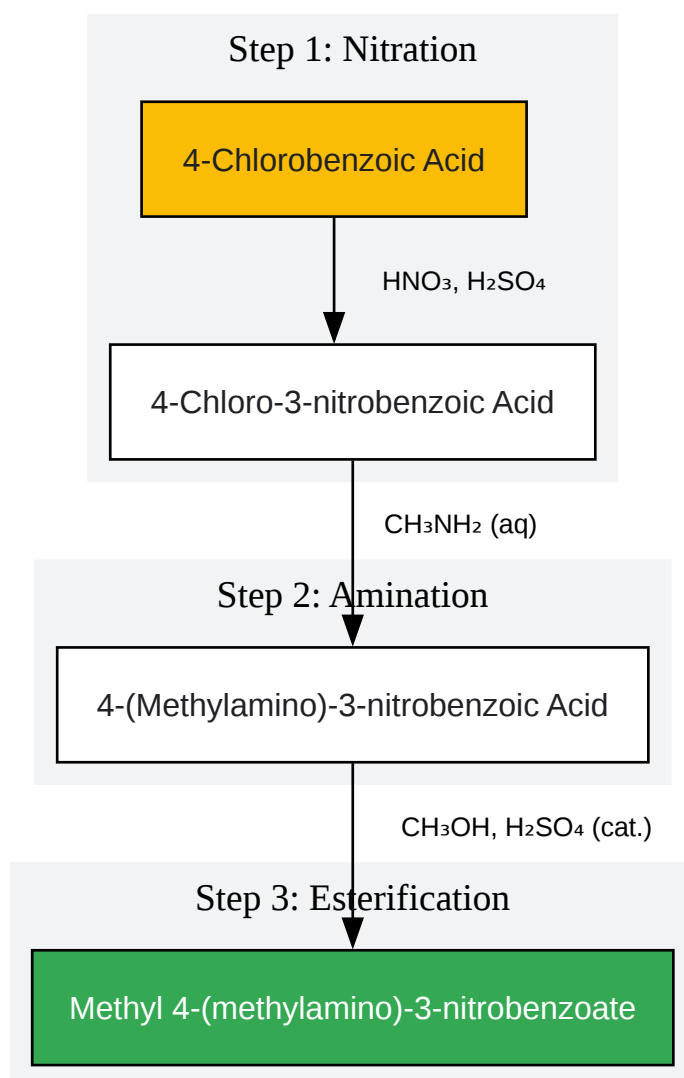 Step 1: Nitration
4-Chlorobenzoic Acid
HNO₃, H₂SO₄
4-Chloro-3-nitrobenzoic Acid
CH₃NH₂ (aq)
Step 2: Amination
4-(Methylamino)-3-nitrobenzoic Acid
CH₃OH, H₂SO₄ (cat.)
Step 3: Esterification
Methyl 4-(methylamino)-3-nitrobenzoate